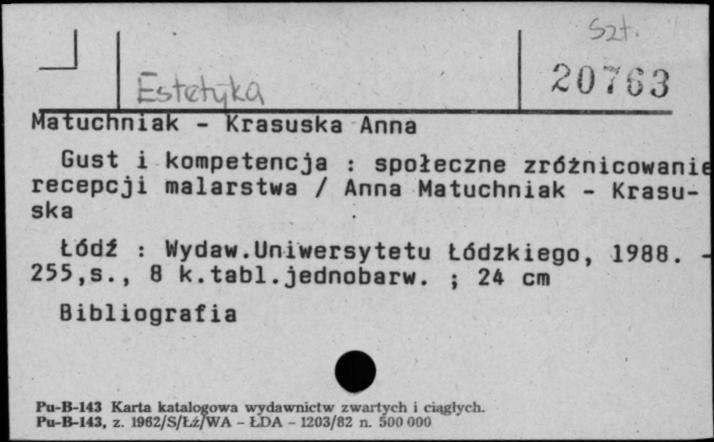 Szt.
Estetyka
20763
Matuchniak - Krasuska Anna
Gust i kompetencja : społeczne zróżnicowanie
recepcji malarstwa / Anna Matuchniak - Krasu-
ska
Łódź : Wydaw.Uniwersytetu Łódzkiego, 1988. -
255,s., 8 k.tabl.jednobarw. ; 24 cm
Bibliografia
Pu-B-143 Karta katalogowa wydawnictw zwartych i ciągłych.
Pu-B-143, z. 1962/S/Łź/WA - ŁDA - 1203/82 n. 500 000